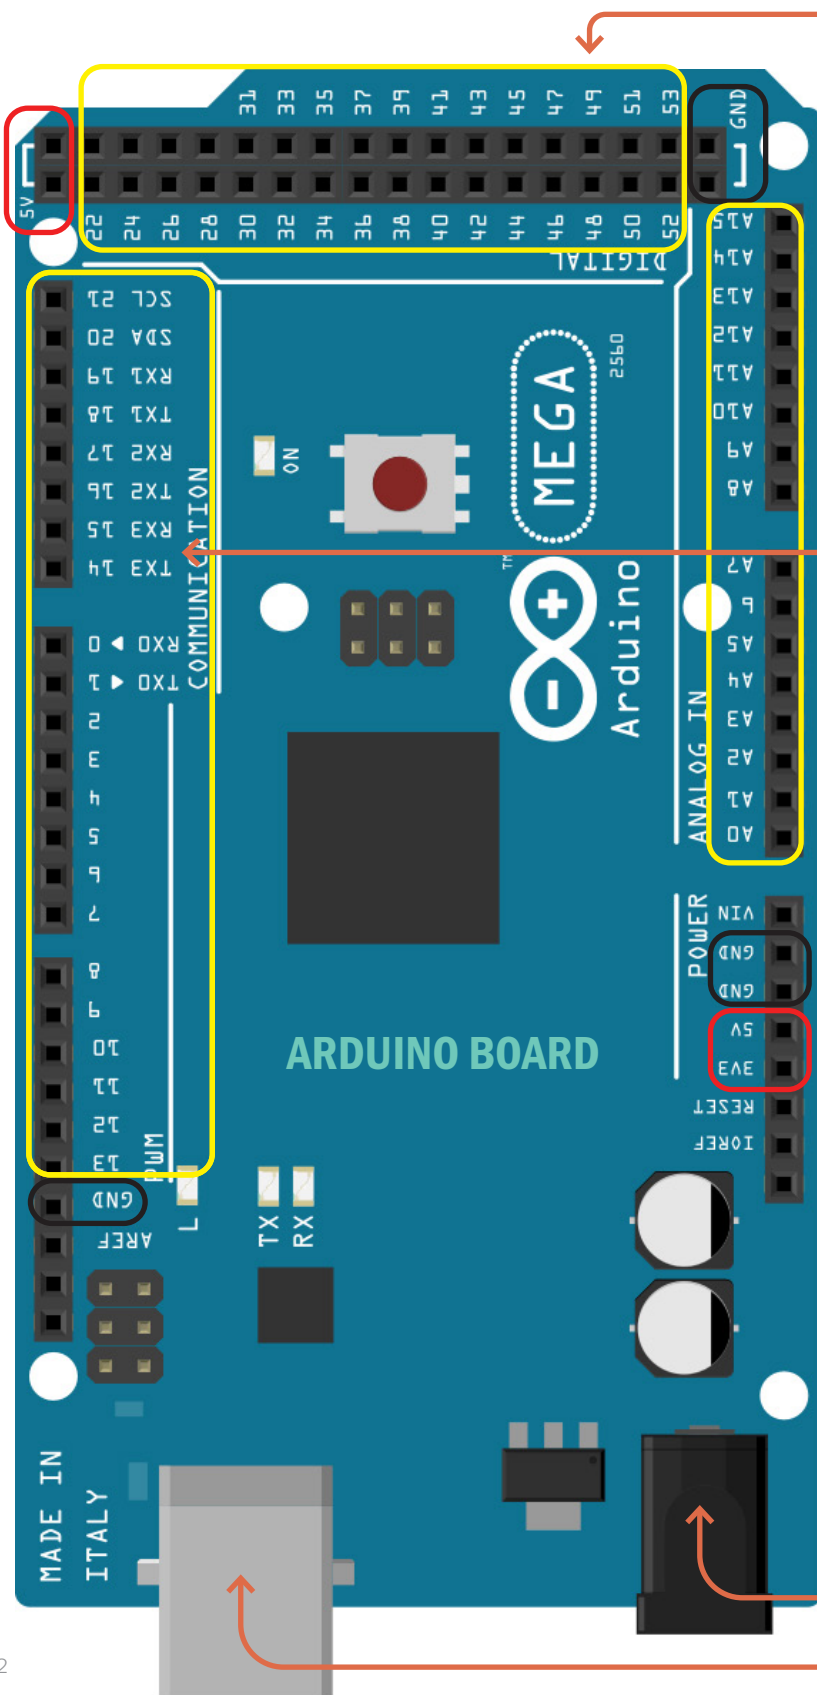 31 33 35 37 39 41 43 45 47 49 51 53
GND
5V
22 24 26 28 30 32 34 36 38 40 42 44 46 48 50 52
DIGITAL
SCL 21
SDA 20
RX1 19
TX1 18
RX2 17
TX2 16
RX3 15
TX3 14
COMMUNICATION
RX0 ◀ 0
TX0 ▶ 1
2
3
4
5
6
7
8
9
10
11
12
13
PWM
GND
AREF
ON
MEGA
2560
TM
Arduino
A15
A14
A13
A12
A11
A10
A9
A8
A7
6
A5
A4
A3
A2
A1
A0
ANALOG IN
POWER
VIN
GND
GND
5V
3V3
RESET
IOREF
ARDUINO BOARD
L
TX
RX
MADE IN
ITALY
2